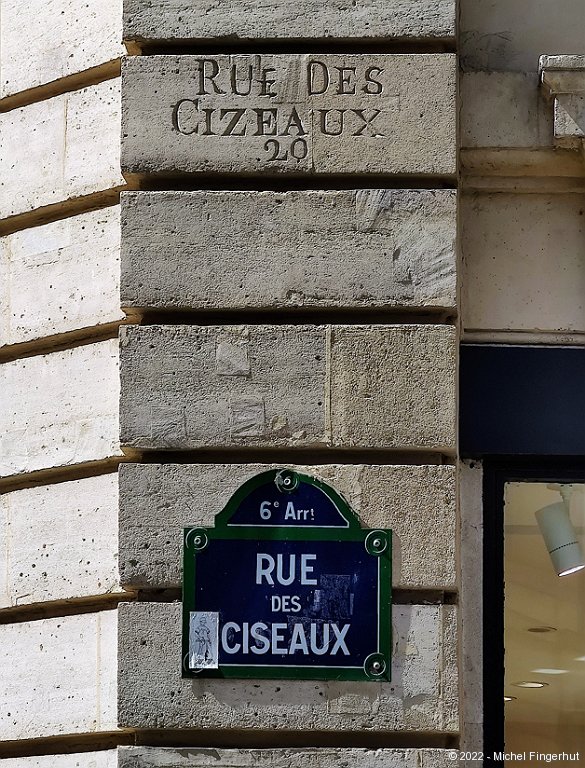 RUE DES
CIZEAUX
20
6e Arrt
RUE
DES
CISEAUX
© 2022 - Michel Fingerhut